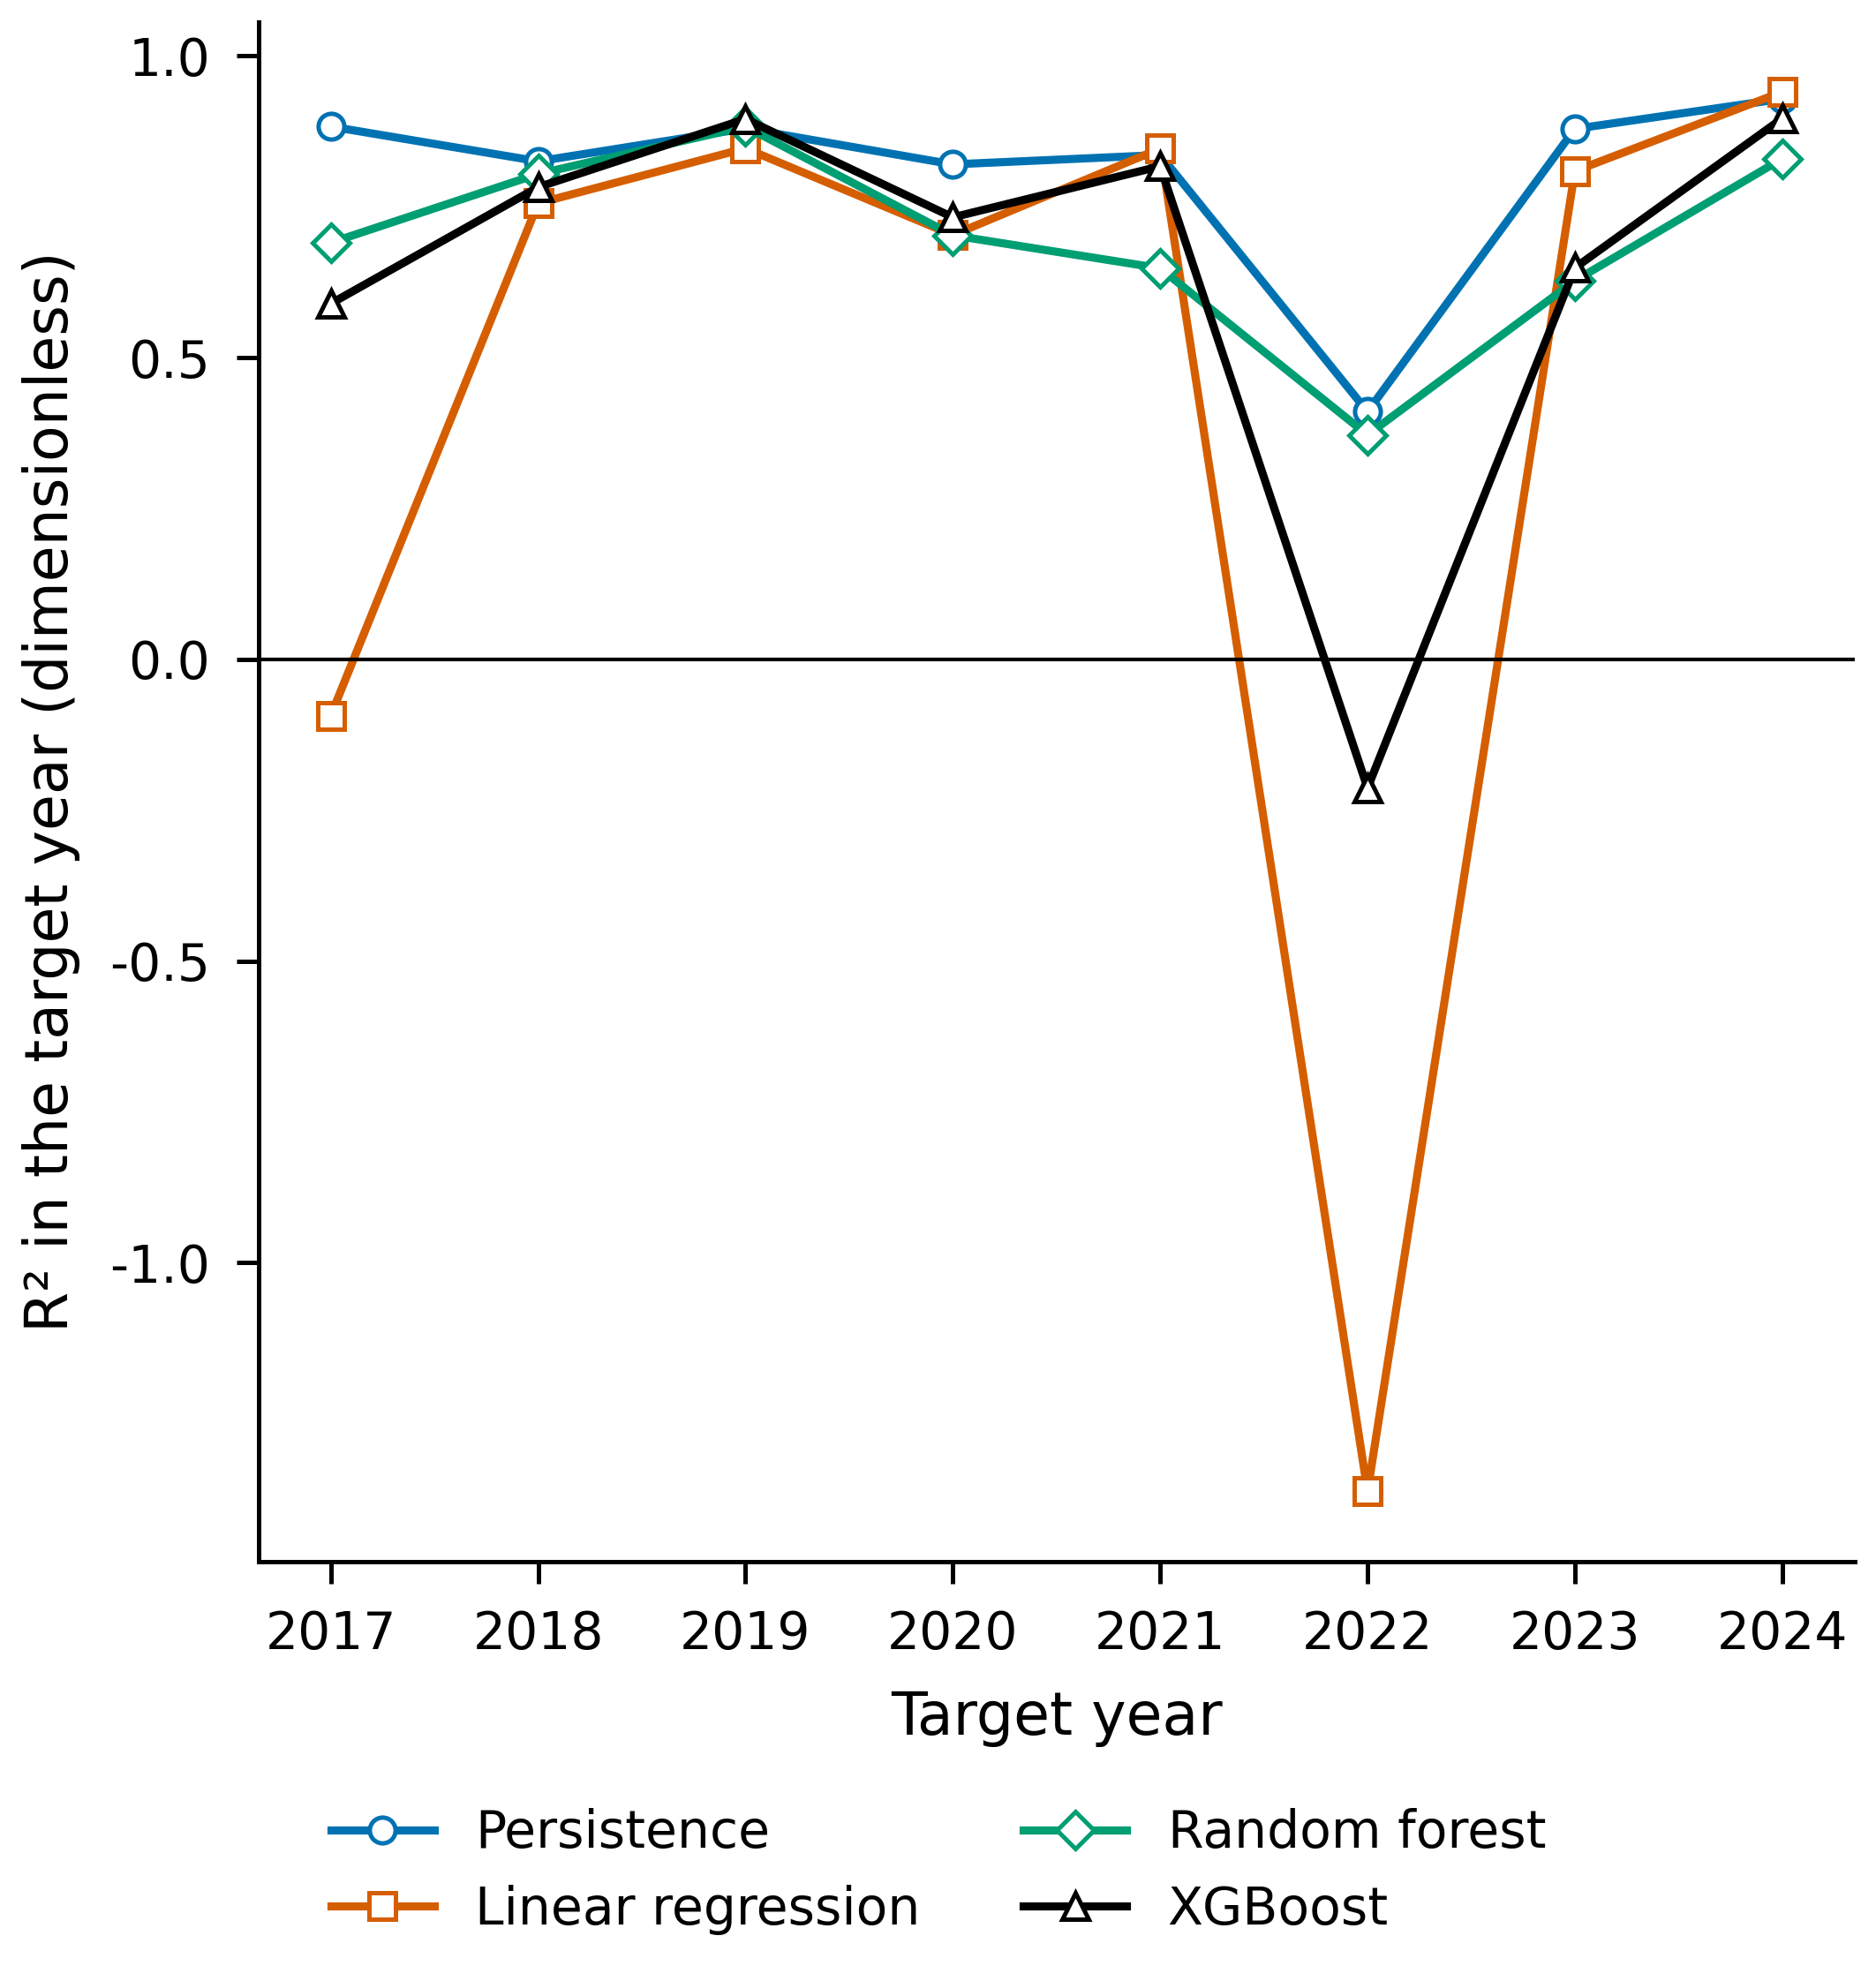 R² in the target year (dimensionless)
1.0
0.5
0.0
-0.5
-1.0
2017 2018 2019 2020 2021 2022 2023 2024
Target year
Persistence Random forest
Linear regression XGBoost